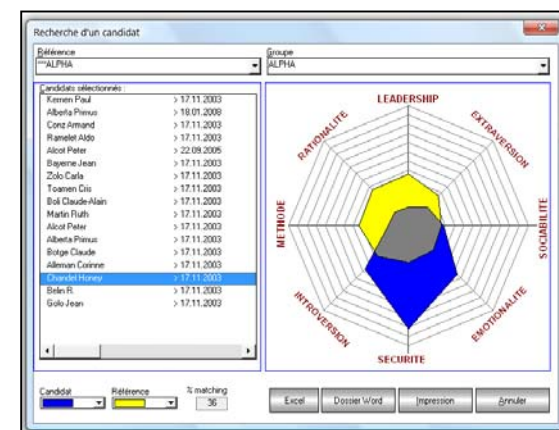 Recherche d'un candidat
Référence
***ALPHA
Groupe
ALPHA
Candidats sélectionnés :
Kernen Paul > 17.11.2003
Alberta Primus > 18.01.2008
Conz Armand > 17.11.2003
Ramelet Aldo > 17.11.2003
Alcot Peter > 22.09.2005
Bayerne Jean > 17.11.2003
Zolo Carla > 17.11.2003
Toamen Cris > 17.11.2003
Boli Claude-Alain > 17.11.2003
Martin Ruth > 17.11.2003
Alcot Peter > 17.11.2003
Alberta Primus > 17.11.2003
Botge Claude > 17.11.2003
Alleman Corinne > 17.11.2003
Chandel Honey > 17.11.2003
Belin R. > 17.11.2003
Golo Jean > 17.11.2003
LEADERSHIP
EXTRAVERSION
SOCIABILITE
EMOTIONALITE
SECURITE
INTROVERSION
METHODE
RATIONALITE
Candidat
Référence
% matching
36
Excel
Dossier Word
Impression
Annuler